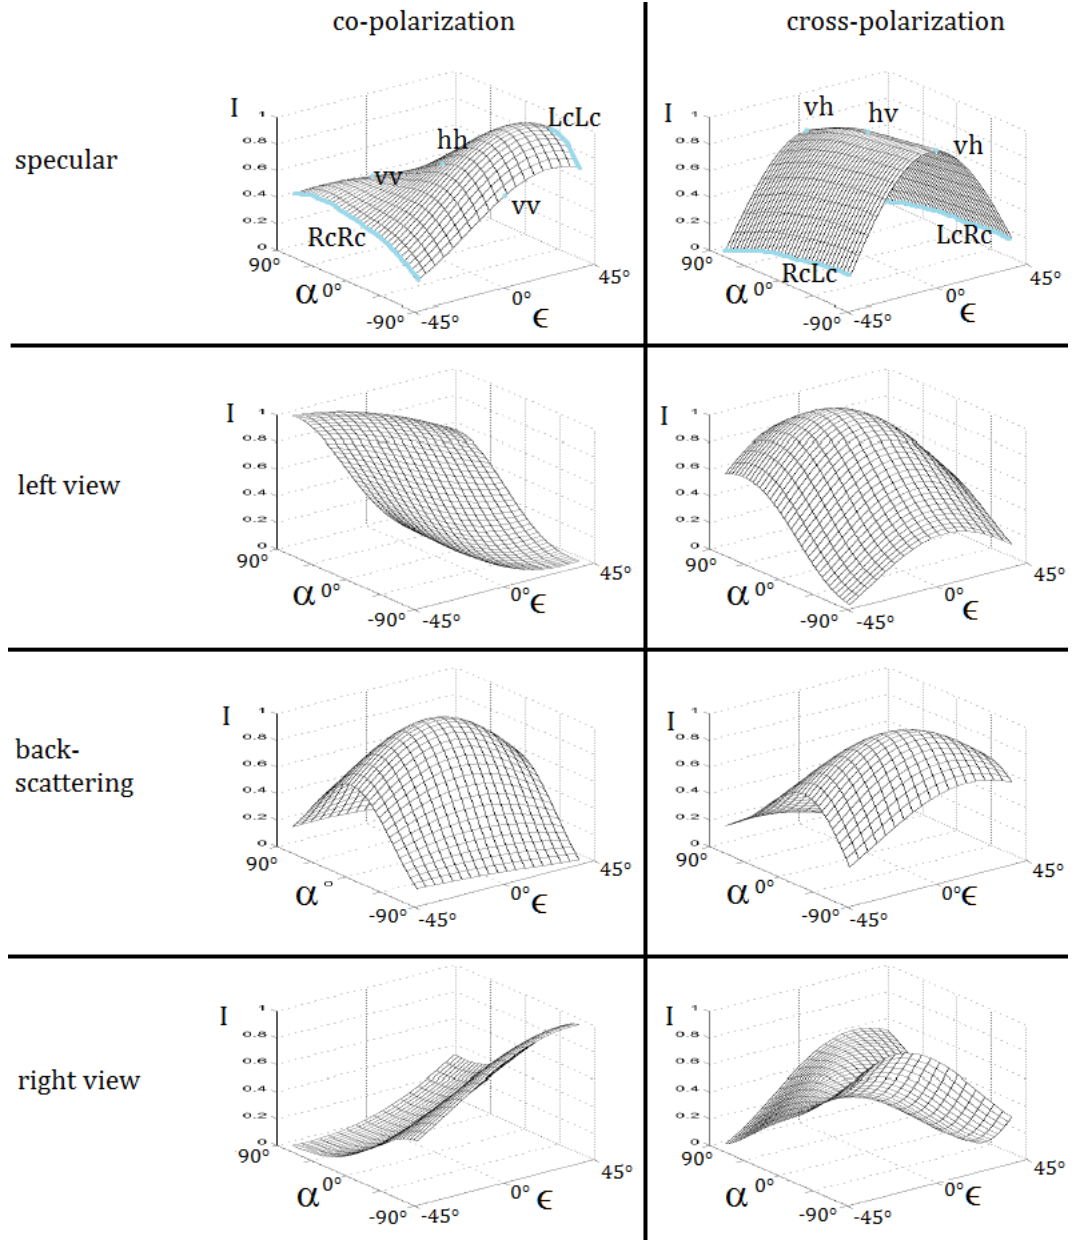 co-polarization cross-polarization
specular
I 1 0.8 0.6 0.4 0.2 0
LcLc hh vv vv RcRc
90° α 0° -90° -45° 0° ϵ 45°
I 1 0.8 0.6 0.4 0.2 0
vh hv vh LcRc RcLc
90° α 0° -90° -45° 0° ϵ 45°
left view
I 1 0.8 0.6 0.4 0.2 0
90° α 0° -90° -45° 0° ϵ 45°
I 1 0.8 0.6 0.4 0.2 0
90° α 0° -90° -45° 0° ϵ 45°
back-
scattering
I 1 0.8 0.6 0.4 0.2 0
90° α ° -90° -45° 0° ϵ 45°
I 1 0.8 0.6 0.4 0.2 0
90° α 0° -90° -45° 0° ϵ 45°
right view
I 1 0.8 0.6 0.4 0.2 0
90° α 0° -90° -45° 0° ϵ 45°
I 1 0.8 0.6 0.4 0.2 0
90° α 0° -90° -45° 0° ϵ 45°